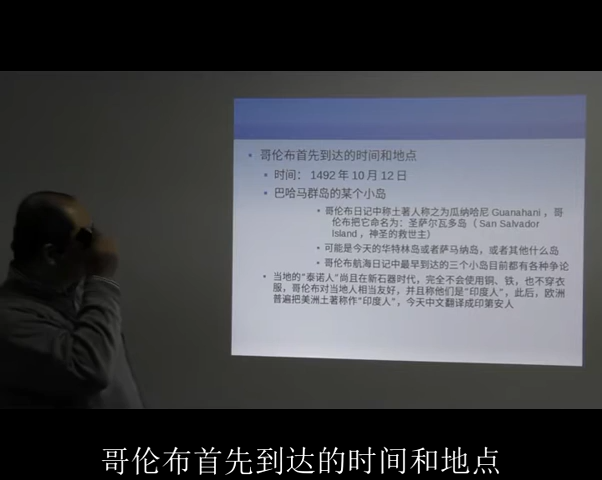 哥伦布首先到达的时间和地点
时间： 1492 年 10 月 12 日
巴哈马群岛的某个小岛
哥伦布日记中称土著人称之为瓜纳哈尼 Guanahani ，哥
伦布把它命名为：圣萨尔瓦多岛（ San Salvador
Island ，神圣的救世主）
可能是今天的华特林岛或者萨马纳岛，或者其他什么岛
哥伦布航海日记中最早到达的三个小岛目前都有各种争论
当地的“泰诺人”尚且在新石器时代，完全不会使用铜、铁，也不穿衣
服，哥伦布对当地人相当友好，并且称他们是“印度人”，此后，欧洲
普遍把美洲土著称作“印度人”，今天中文翻译成印第安人
哥伦布首先到达的时间和地点